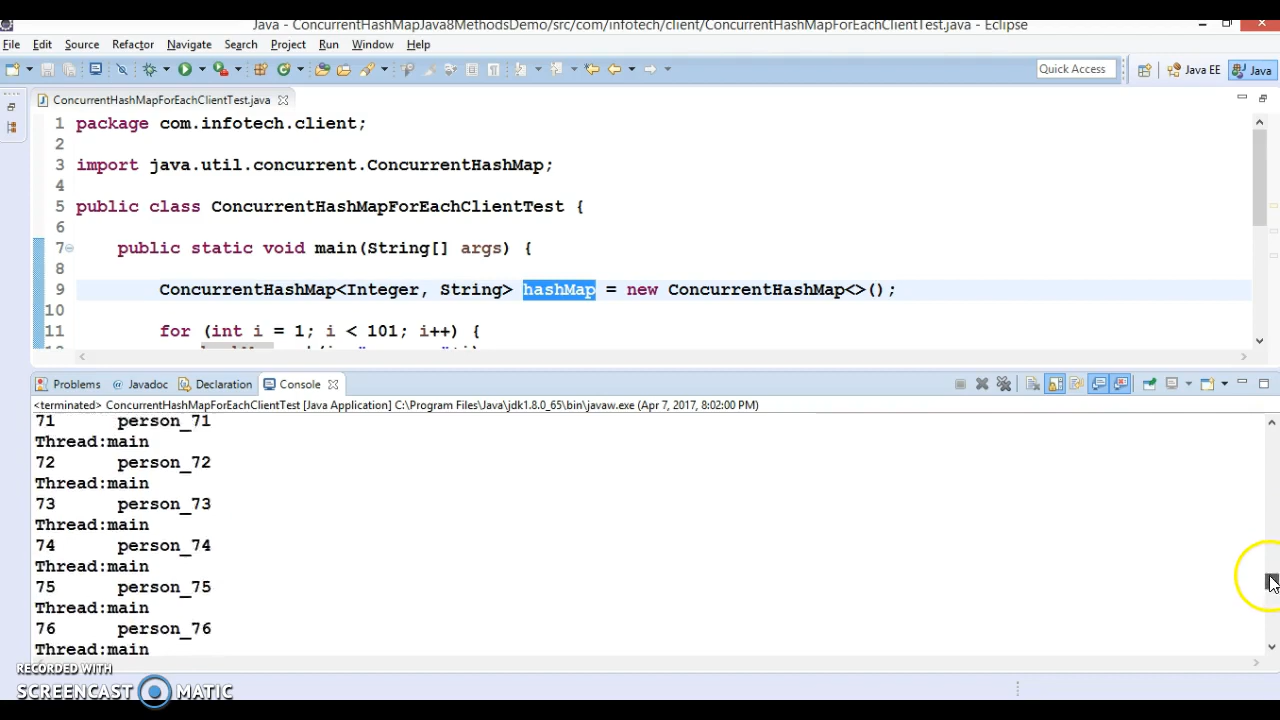 Java - ConcurrentHashMapJava8MethodsDemo/src/com/infotech/client/ConcurrentHashMapForEachClientTest.java - Eclipse
File Edit Source Refactor Navigate Search Project Run Window Help
Quick Access Java EE Java
ConcurrentHashMapForEachClientTest.java
1 package com.infotech.client;
2
3 import java.util.concurrent.ConcurrentHashMap;
4
5 public class ConcurrentHashMapForEachClientTest {
6
7 public static void main(String[] args) {
8
9 ConcurrentHashMap<Integer, String> hashMap = new ConcurrentHashMap<>();
10
11 for (int i = 1; i < 101; i++) {
Problems @ Javadoc Declaration Console
<terminated> ConcurrentHashMapForEachClientTest [Java Application] C:\Program Files\Java\jdk1.8.0_65\bin\javaw.exe (Apr 7, 2017, 8:02:00 PM)
71 person_71
Thread:main
72 person_72
Thread:main
73 person_73
Thread:main
74 person_74
Thread:main
75 person_75
Thread:main
76 person_76
Thread:main
RECORDED WITH
SCREENCAST MATIC